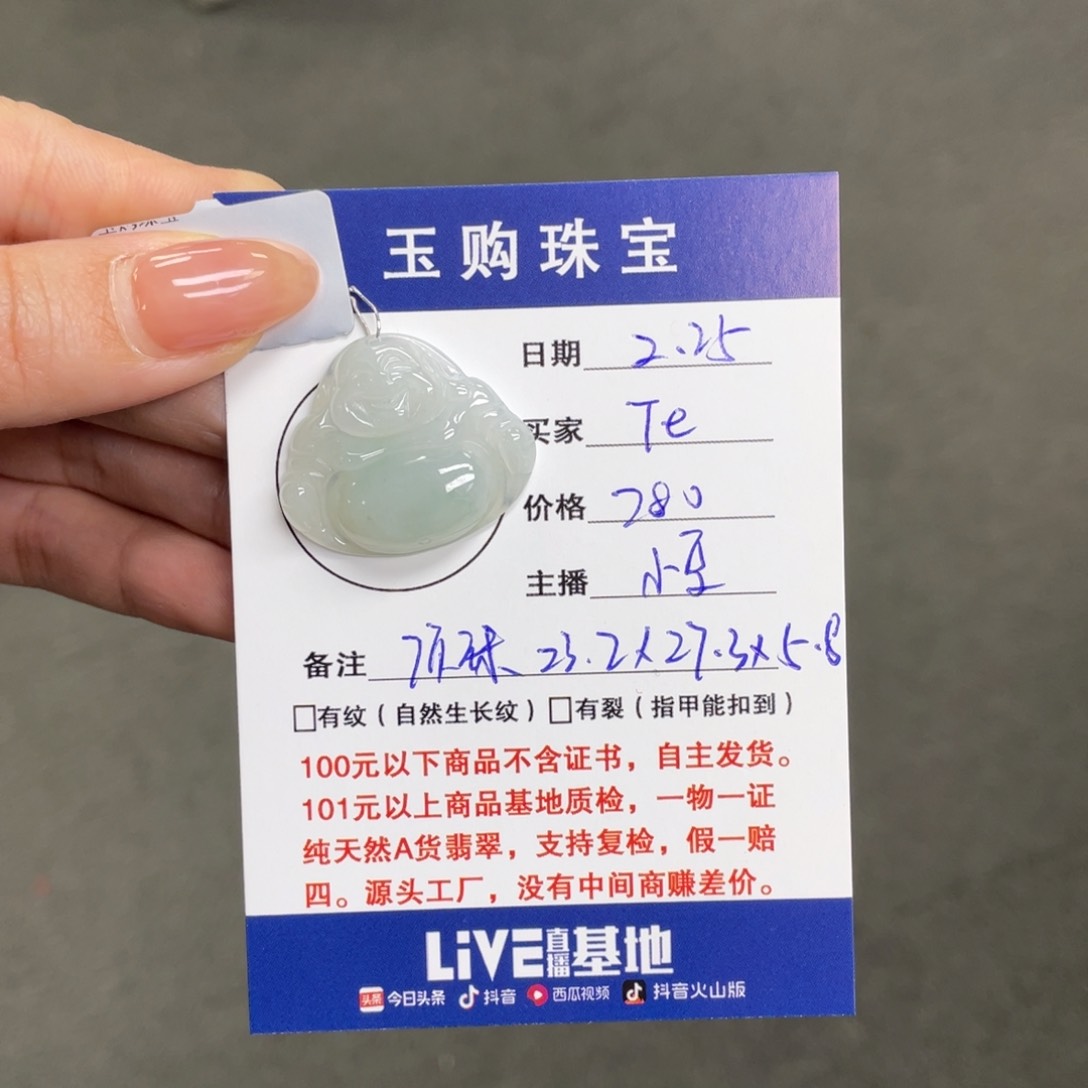 玉购珠宝
日期 2.25
买家 Te
价格 780
主播 小豆
备注 顶珠 23.2×27.3×5.8
□有纹（自然生长纹）□有裂（指甲能扣到）
100元以下商品不含证书，自主发货。
101元以上商品基地质检，一物一证
纯天然A货翡翠，支持复检，假一赔
四。源头工厂，没有中间商赚差价。
LiVE直播基地
头条 今日头条 抖音 西瓜视频 抖音火山版